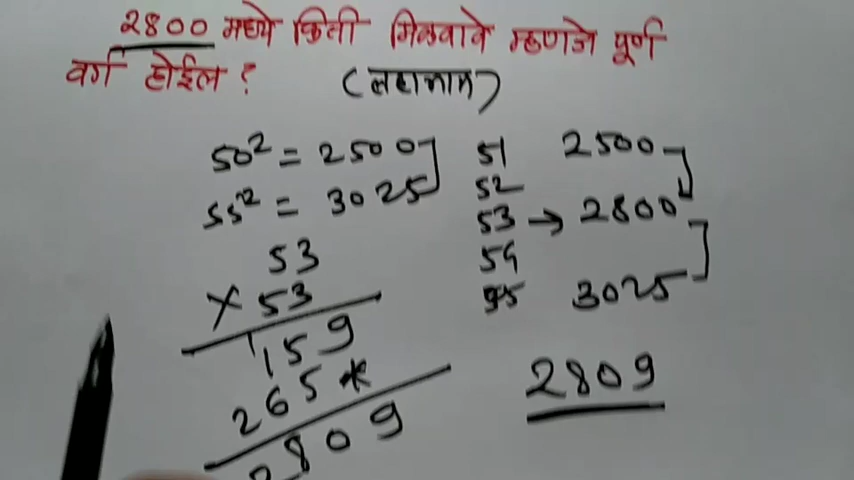 2800 मध्ये किती मिळवावे म्हणजे पूर्ण
वर्ग होईल ?
(लहानात)
50² = 2500
55² = 3025
53
× 53
159
265*
2809
51
52
53 → 2800
54
55
2500
3025
2809